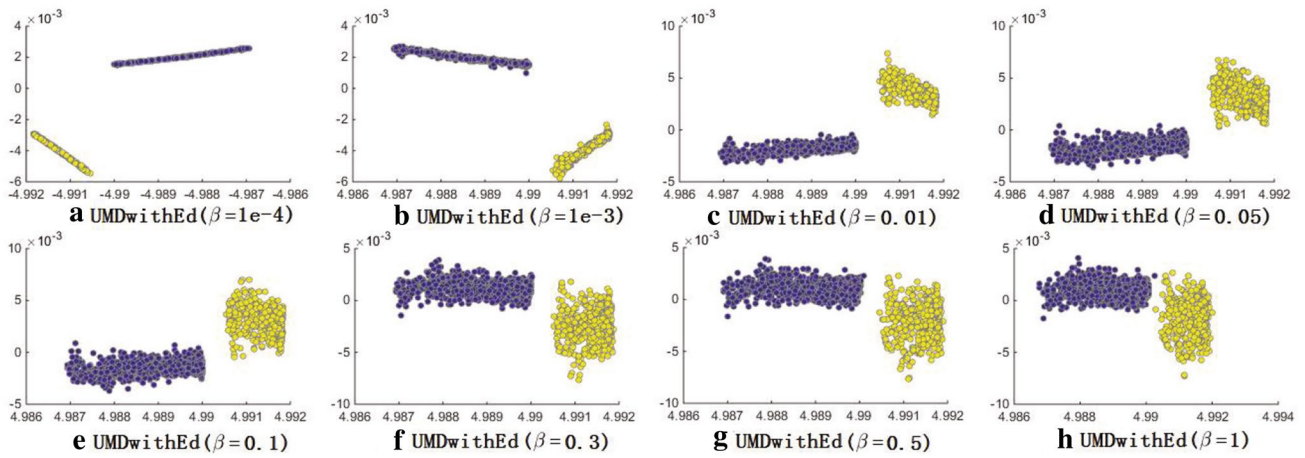 ×10⁻³ ×10⁻³ ×10⁻³ ×10⁻³
4 4 10 10
2 2
0 0 5 5
-2 -2 0 0
-4 -4
-6 -6 -5 -5
-4.992 -4.991 -4.99 -4.989 -4.988 -4.987 -4.986 4.986 4.987 4.988 4.989 4.99 4.991 4.992 4.986 4.987 4.988 4.989 4.99 4.991 4.992 4.986 4.987 4.988 4.989 4.99 4.991 4.992
a UMDwithEd(β=1e-4) b UMDwithEd(β=1e-3) c UMDwithEd(β=0.01) d UMDwithEd(β=0.05)
×10⁻³ ×10⁻³ ×10⁻³ ×10⁻³
10 5 5 5
5 0 0 0
0 -5 -5 -5
-5 -10 -10 -10
4.986 4.987 4.988 4.989 4.99 4.991 4.992 4.986 4.987 4.988 4.989 4.99 4.991 4.992 4.986 4.987 4.988 4.989 4.99 4.991 4.992 4.986 4.988 4.99 4.992 4.994
e UMDwithEd(β=0.1) f UMDwithEd(β=0.3) g UMDwithEd(β=0.5) h UMDwithEd(β=1)